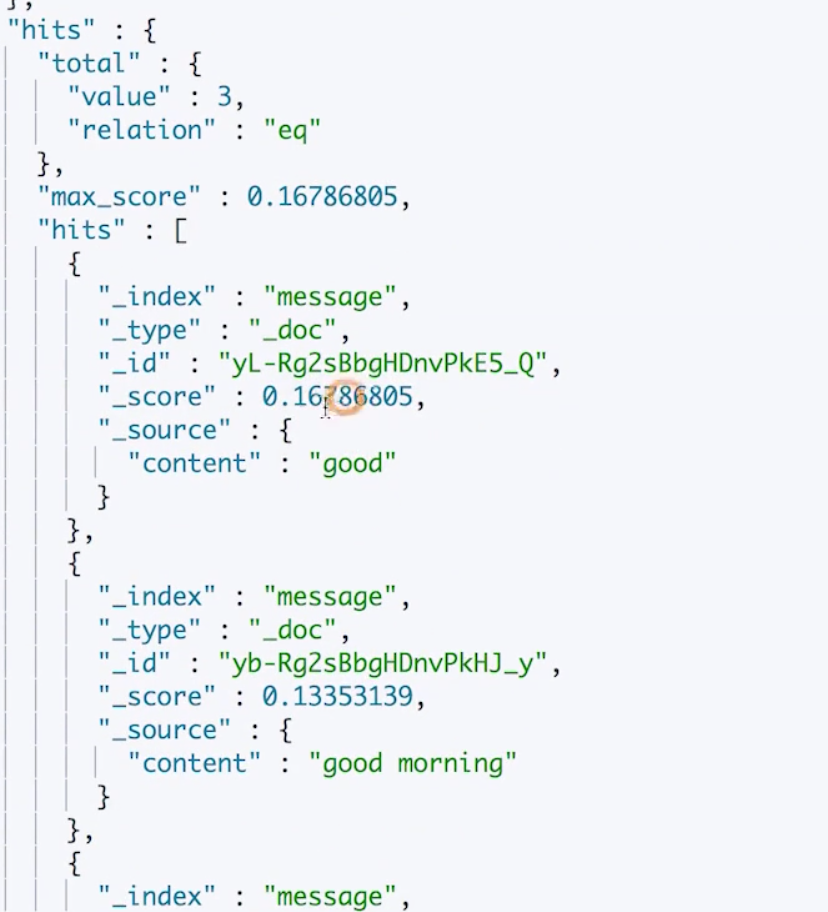 },
"hits" : {
"total" : {
"value" : 3,
"relation" : "eq"
},
"max_score" : 0.16786805,
"hits" : [
{
"_index" : "message",
"_type" : "_doc",
"_id" : "yL-Rg2sBbgHDnvPkE5_Q",
"_score" : 0.16786805,
"_source" : {
"content" : "good"
}
},
{
"_index" : "message",
"_type" : "_doc",
"_id" : "yb-Rg2sBbgHDnvPkHJ_y",
"_score" : 0.13353139,
"_source" : {
"content" : "good morning"
}
},
{
"_index" : "message",